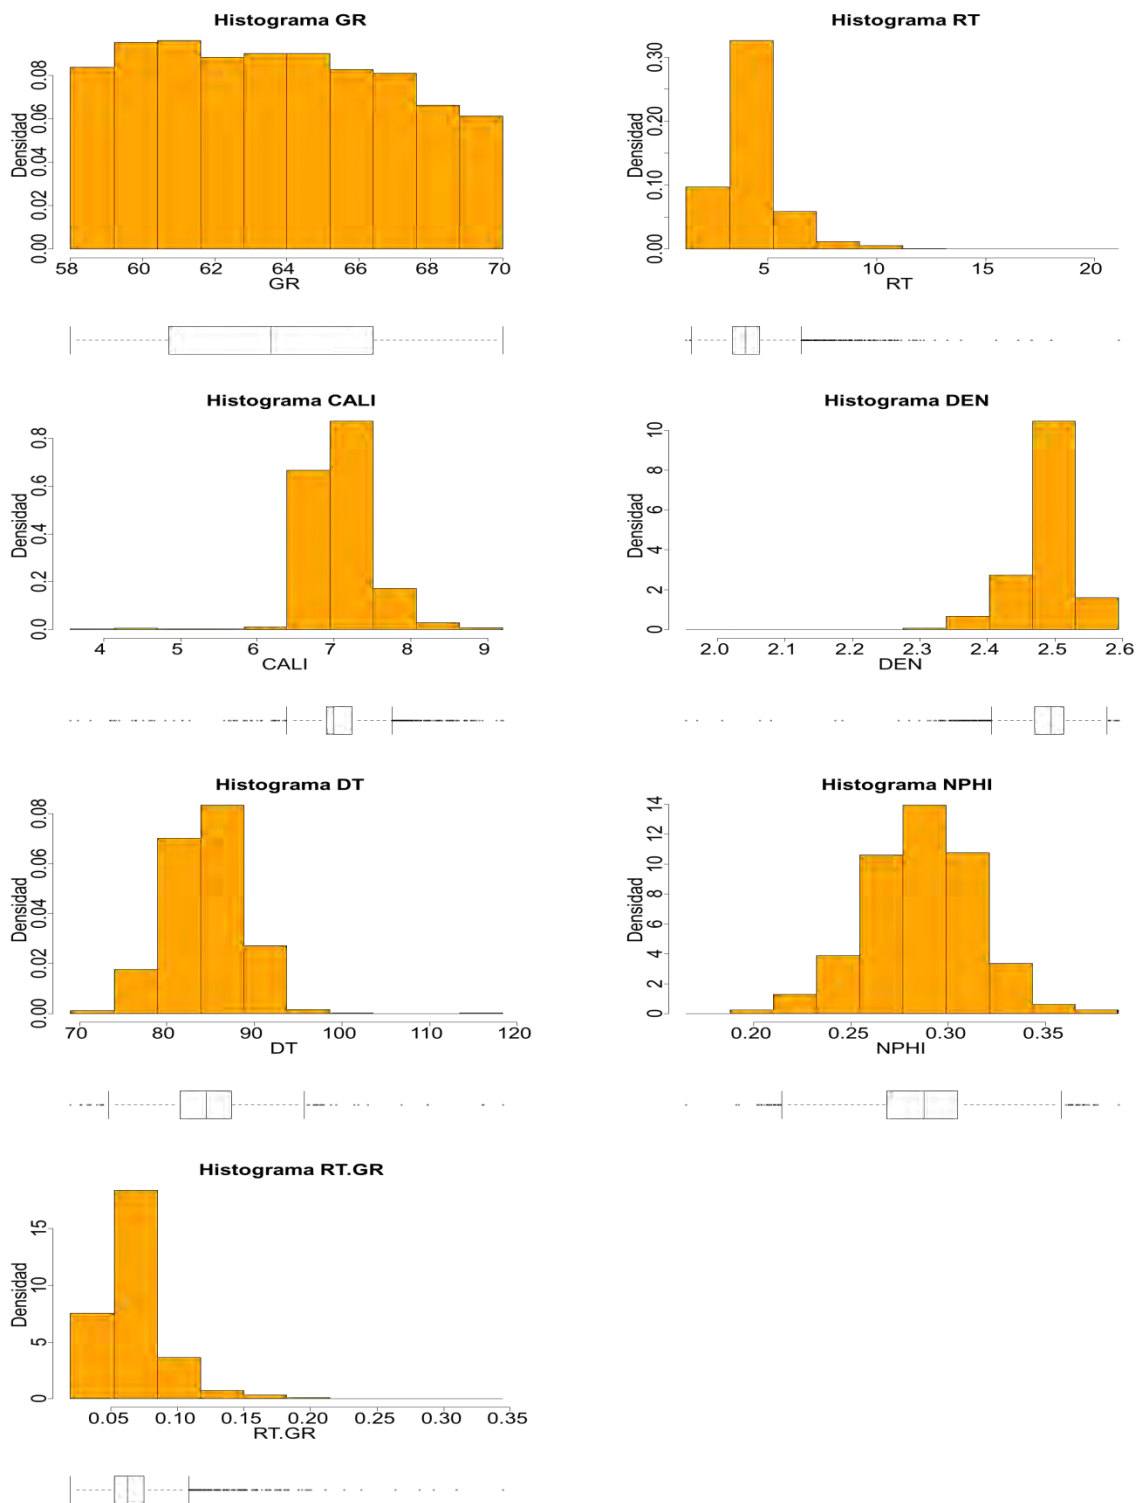 Histograma GR
Densidad
0.00 0.02 0.04 0.06 0.08
58 60 62 64 66 68 70
GR
Histograma RT
Densidad
0.00 0.10 0.20 0.30
5 10 15 20
RT
Histograma CALI
Densidad
0.0 0.2 0.4 0.6 0.8
4 5 6 7 8 9
CALI
Histograma DEN
Densidad
0 2 4 6 8 10
2.0 2.1 2.2 2.3 2.4 2.5 2.6
DEN
Histograma DT
Densidad
0.00 0.02 0.04 0.06 0.08
70 80 90 100 110 120
DT
Histograma NPHI
Densidad
0 2 4 6 8 10 12 14
0.20 0.25 0.30 0.35
NPHI
Histograma RT.GR
Densidad
0 5 10 15
0.05 0.10 0.15 0.20 0.25 0.30 0.35
RT.GR